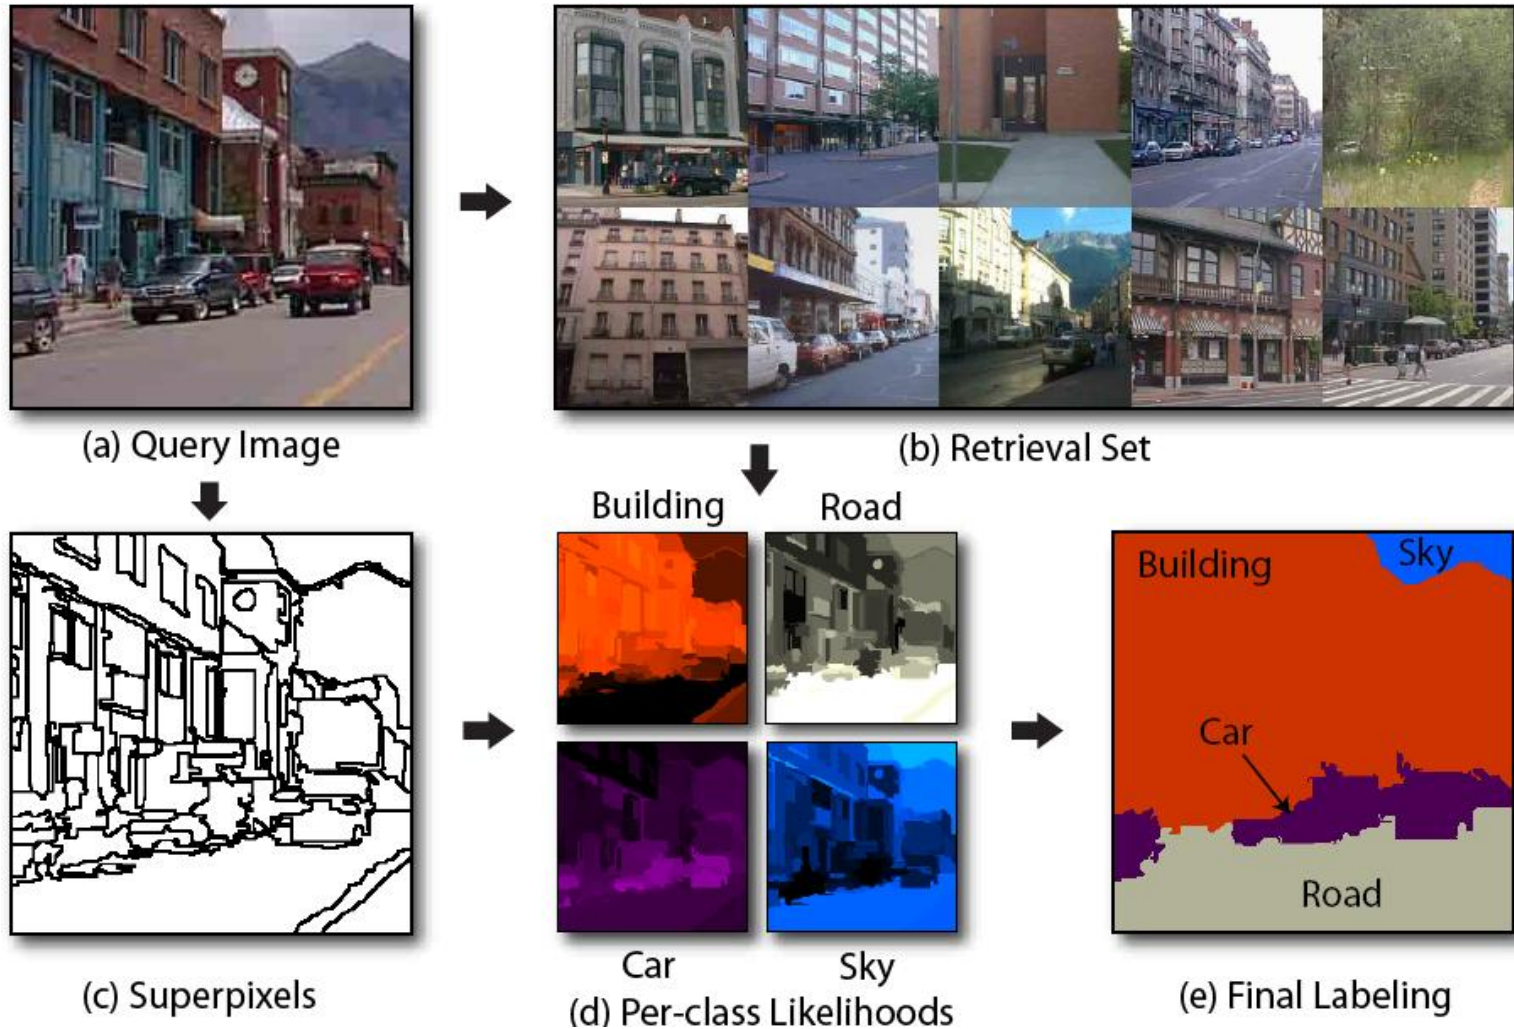 (a) Query Image
(b) Retrieval Set
Building
Road
Car
Sky
(c) Superpixels
(d) Per-class Likelihoods
Building
Sky
Car
Road
(e) Final Labeling